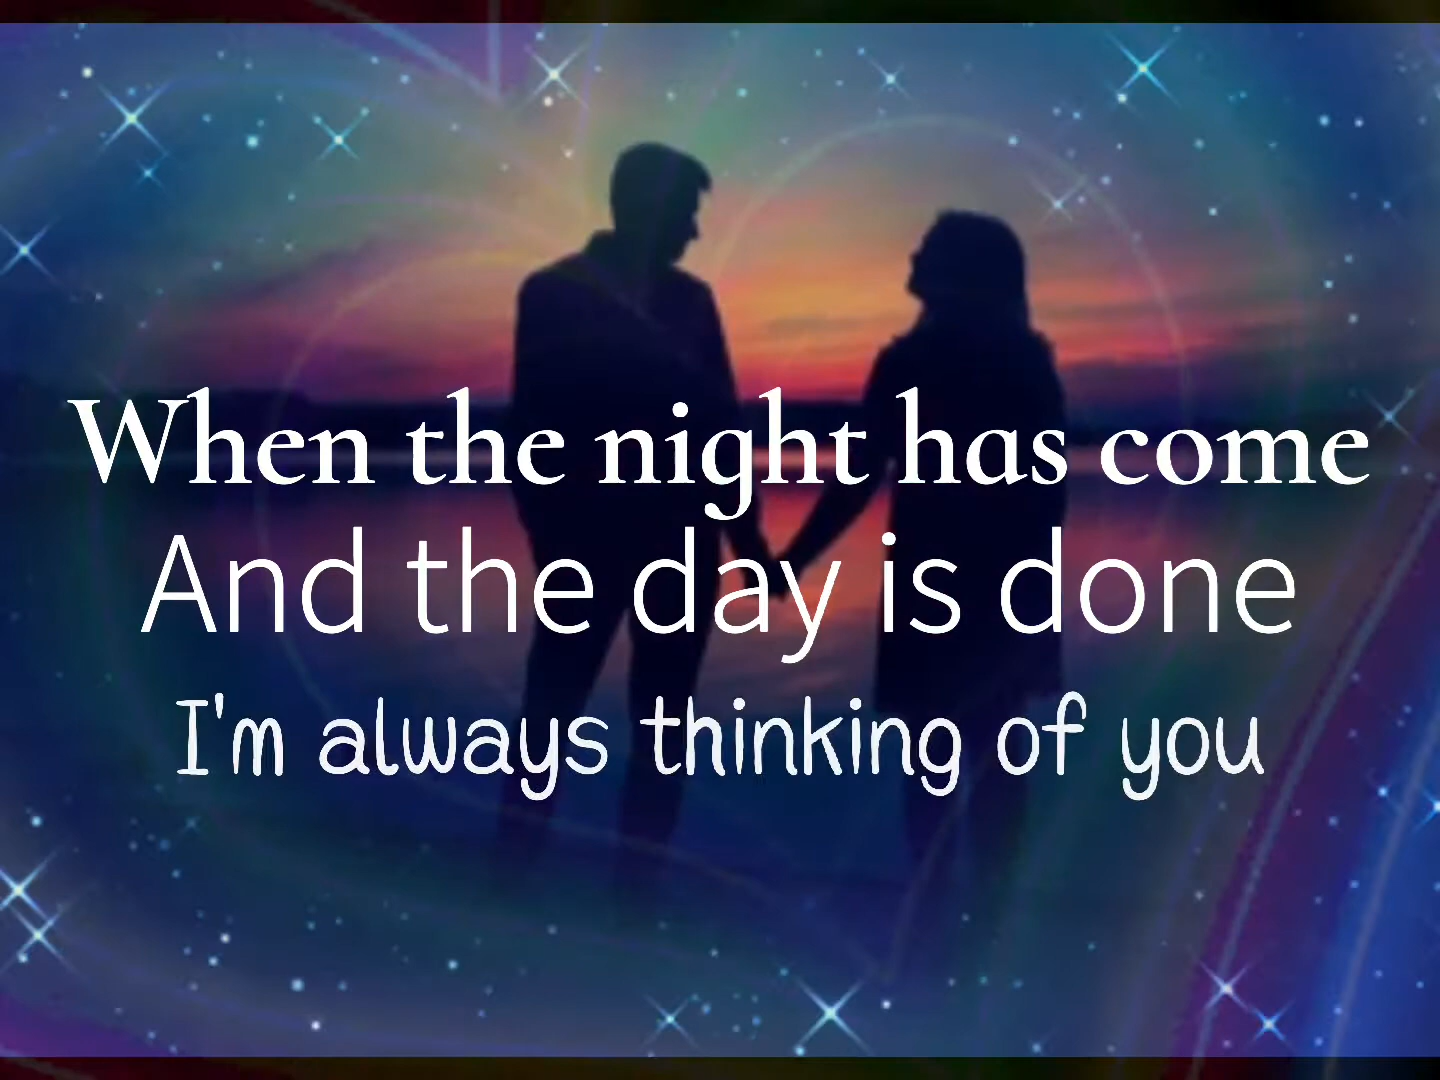 When the night has come
And the day is done
I'm always thinking of you